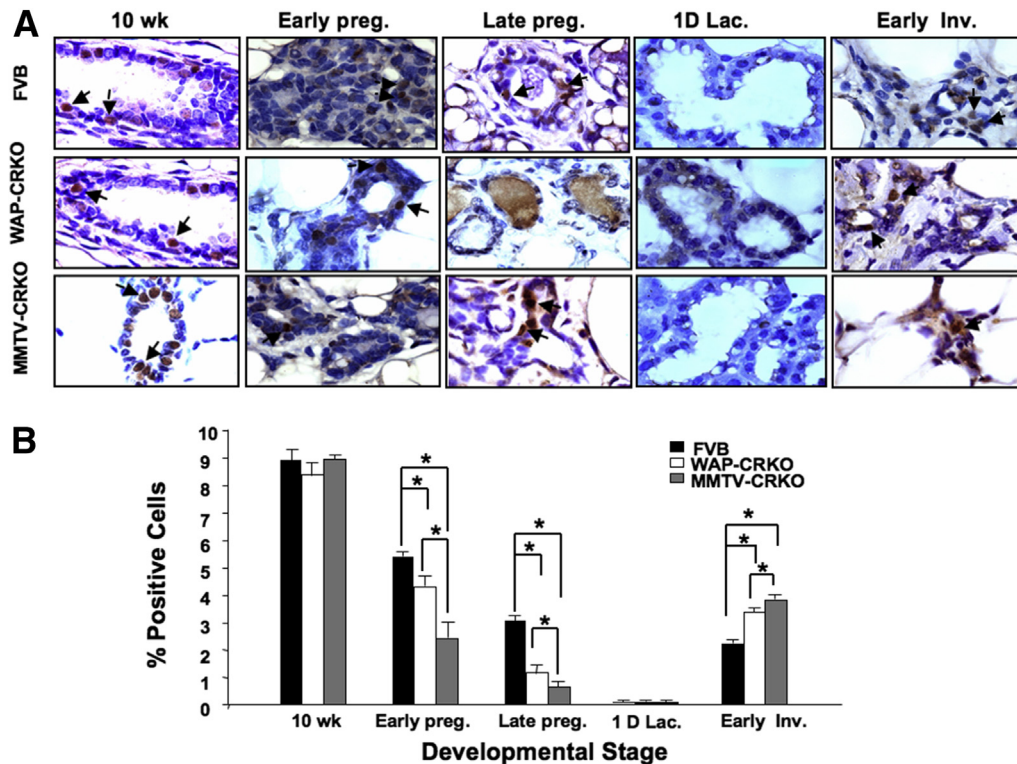 A
10 wk
Early preg.
Late preg.
1D Lac.
Early Inv.
FVB
WAP-CRKO
MMTV-CRKO
B
10
9
8
7
6
5
4
3
2
1
0
% Positive Cells
FVB
WAP-CRKO
MMTV-CRKO
*
*
*
*
*
*
*
*
*
10 wk
Early preg.
Late preg.
1 D Lac.
Early Inv.
Developmental Stage